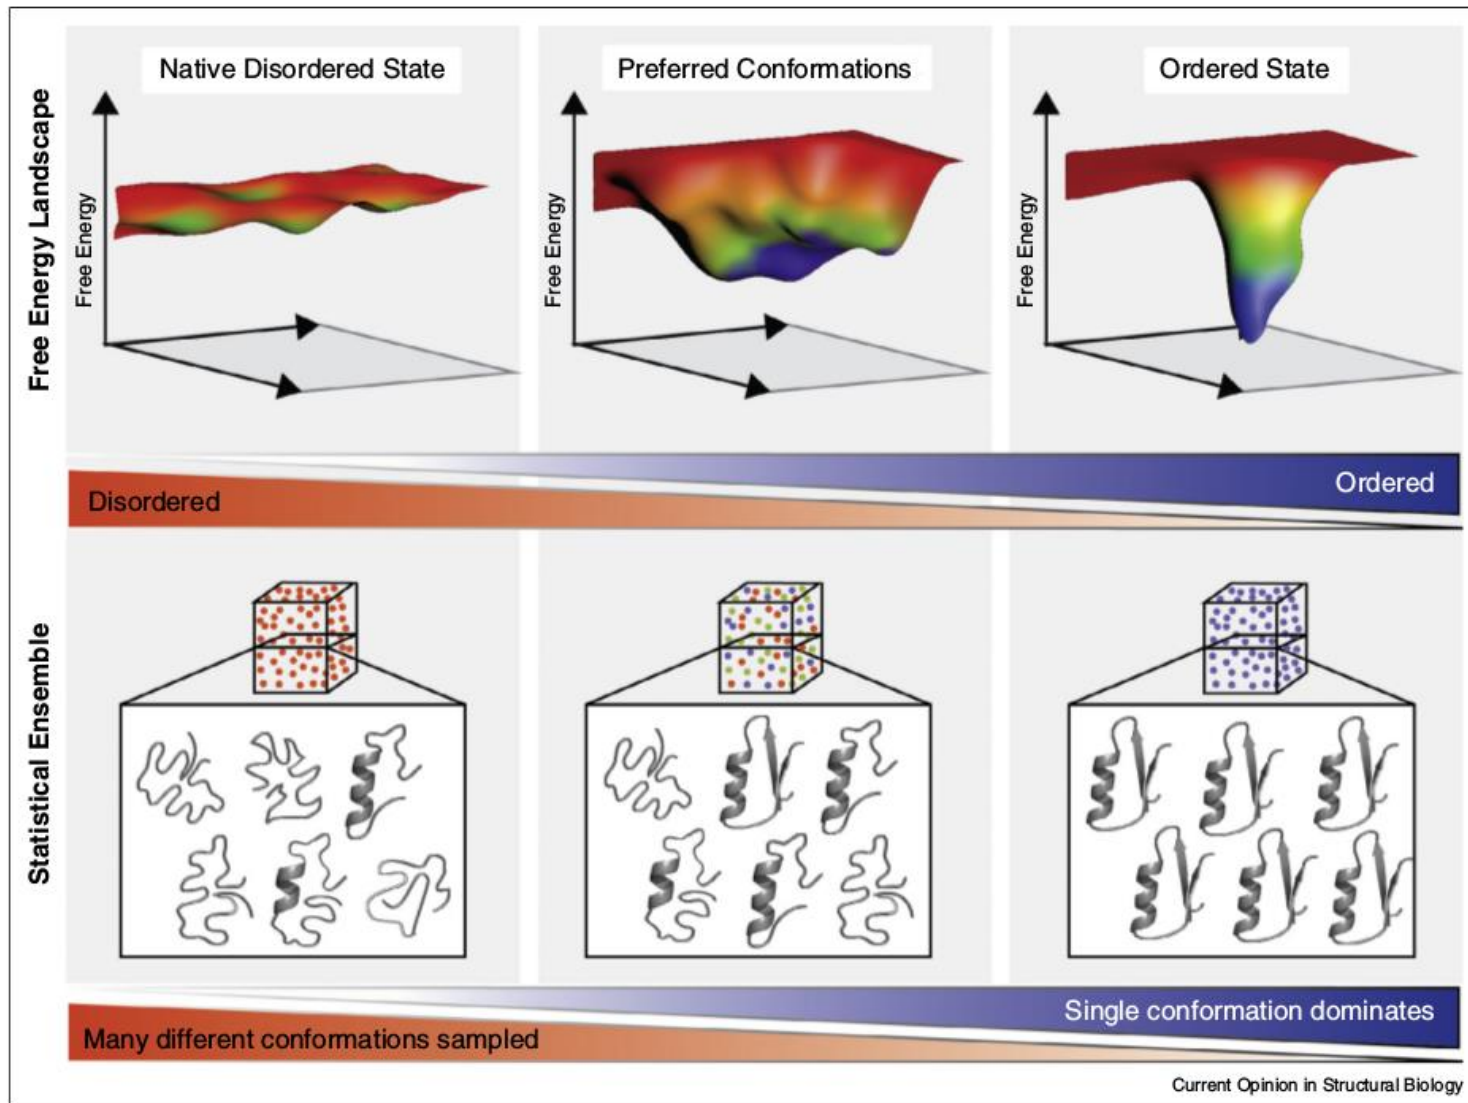 Free Energy Landscape
Native Disordered State
Preferred Conformations
Ordered State
Free Energy
Free Energy
Free Energy
Ordered
Disordered
Statistical Ensemble
Single conformation dominates
Many different conformations sampled
Current Opinion in Structural Biology